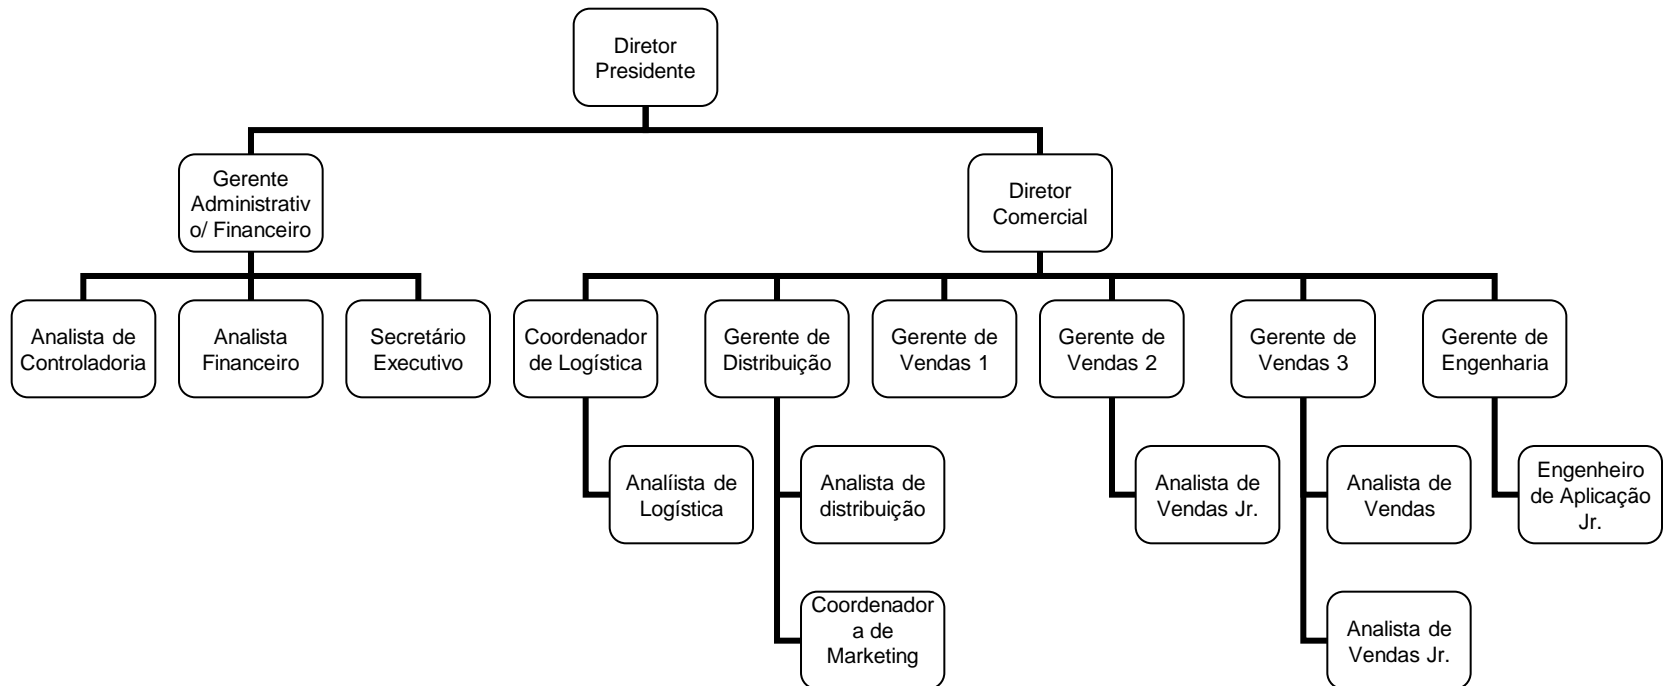 Diretor
Presidente
Gerente
Administrativ
o/ Financeiro
Diretor
Comercial
Analista de
Controladoria
Analista
Financeiro
Secretário
Executivo
Coordenador
de Logística
Gerente de
Distribuição
Gerente de
Vendas 1
Gerente de
Vendas 2
Gerente de
Vendas 3
Gerente de
Engenharia
Analíista de
Logística
Analista de
distribuição
Analista de
Vendas Jr.
Analista de
Vendas
Engenheiro
de Aplicação
Jr.
Coordenador
a de
Marketing
Analista de
Vendas Jr.